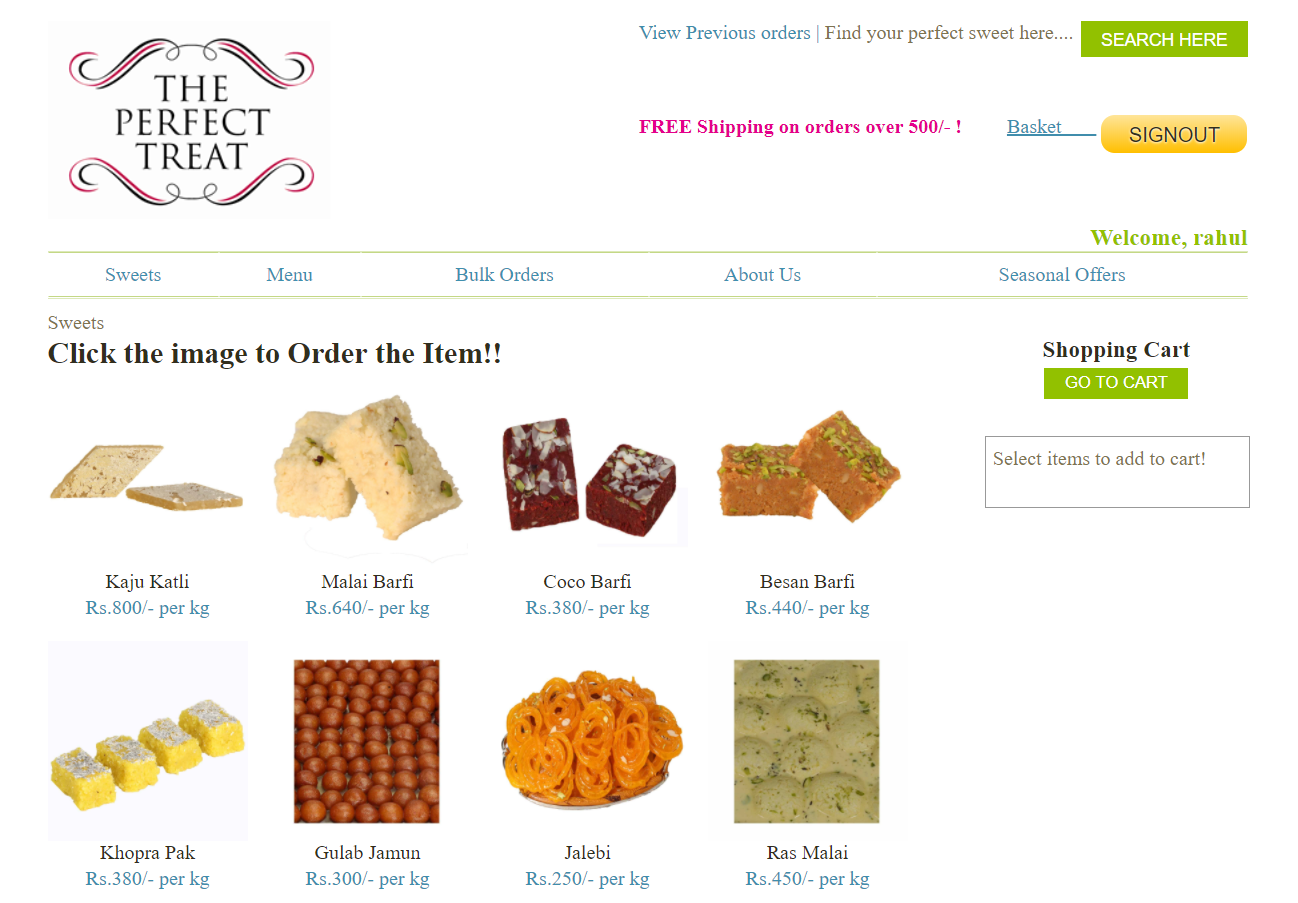 THE
PERFECT
TREAT
View Previous orders | Find your perfect sweet here....
SEARCH HERE
FREE Shipping on orders over 500/- !
Basket
SIGNOUT
Welcome, rahul
Sweets
Menu
Bulk Orders
About Us
Seasonal Offers
Sweets
Click the image to Order the Item!!
Shopping Cart
GO TO CART
Select items to add to cart!
Kaju Katli
Rs.800/- per kg
Malai Barfi
Rs.640/- per kg
Coco Barfi
Rs.380/- per kg
Besan Barfi
Rs.440/- per kg
Khopra Pak
Rs.380/- per kg
Gulab Jamun
Rs.300/- per kg
Jalebi
Rs.250/- per kg
Ras Malai
Rs.450/- per kg